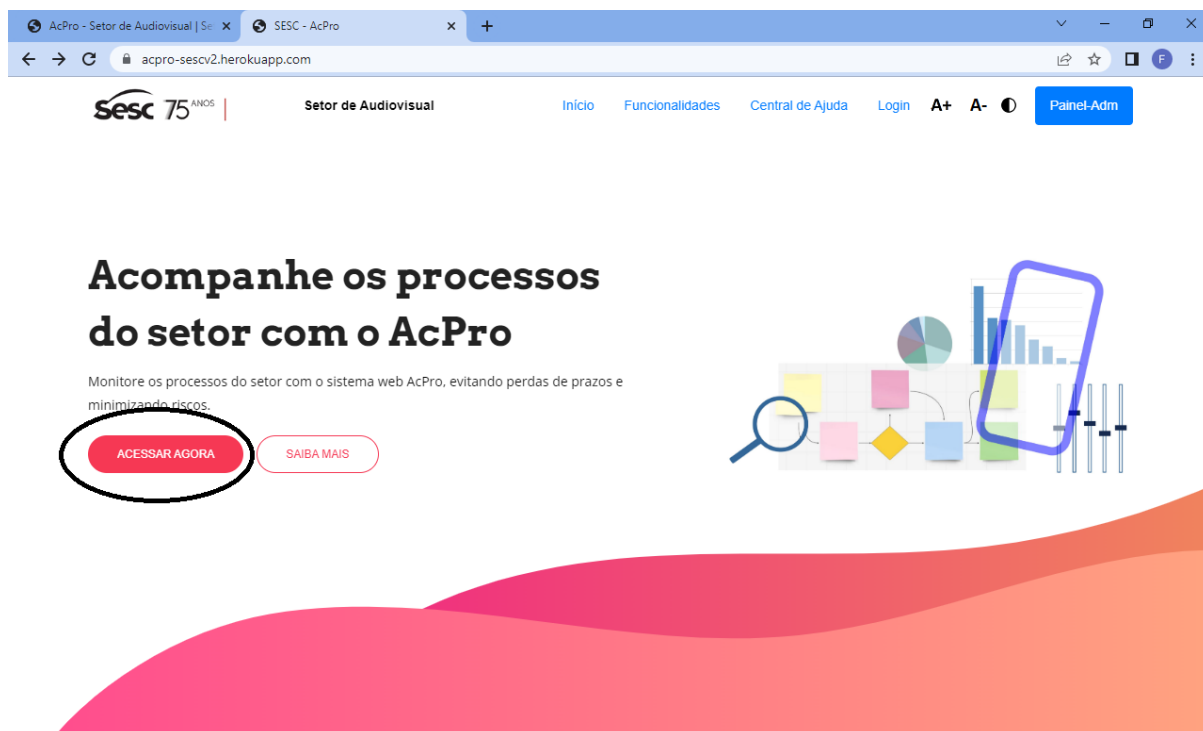 AcPro - Setor de Audiovisual | Se
SESC - AcPro
acpro-sescv2.herokuapp.com
F
Sesc 75 ANOS
Setor de Audiovisual
Início
Funcionalidades
Central de Ajuda
Login
A+
A-
Painel-Adm
Acompanhe os processos
do setor com o AcPro
Monitore os processos do setor com o sistema web AcPro, evitando perdas de prazos e
minimizando riscos.
ACESSAR AGORA
SAIBA MAIS